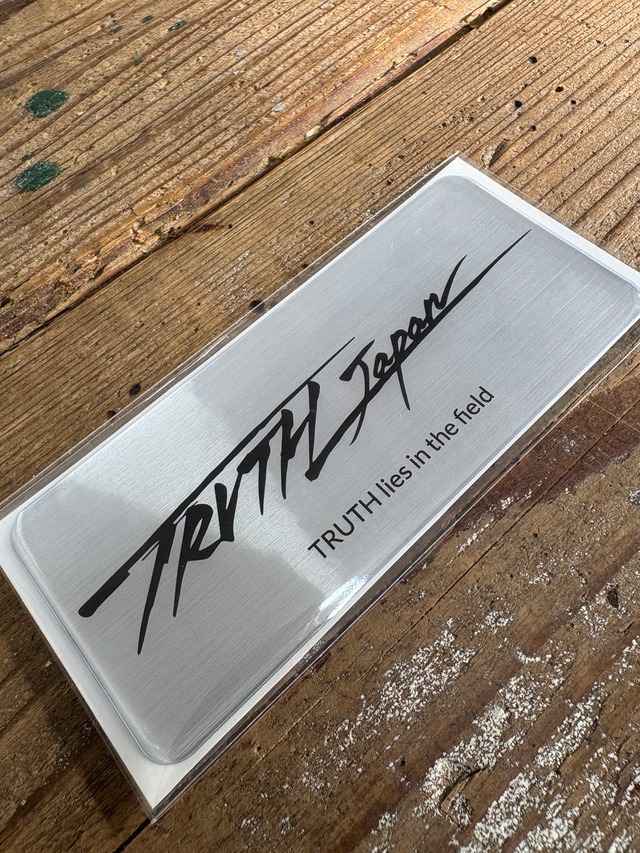 TRUTH Japan
TRUTH lies in the field